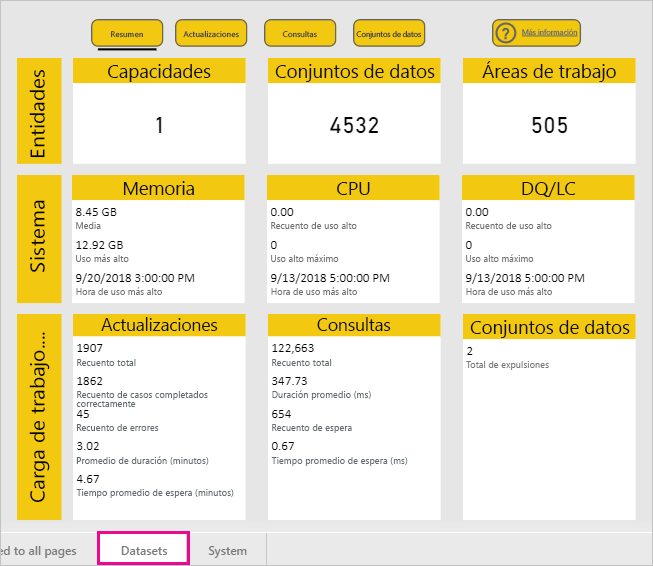 Resumen
Actualizaciones
Consultas
Conjuntos de datos
? Más información
Entidades
Capacidades
1
Conjuntos de datos
4532
Áreas de trabajo
505
Sistema
Memoria
8.45 GB
Media
12.92 GB
Uso más alto
9/20/2018 3:00:00 PM
Hora de uso más alto
CPU
0.00
Recuento de uso alto
0
Uso alto máximo
9/13/2018 5:00:00 PM
Hora de uso más alto
DQ/LC
0.00
Recuento de uso alto
0
Uso alto máximo
9/13/2018 5:00:00 PM
Hora de uso más alto
Carga de trabajo....
Actualizaciones
1907
Recuento total
1862
Recuento de casos completados
correctamente
45
Recuento de errores
3.02
Promedio de duración (minutos)
4.67
Tiempo promedio de espera (minutos)
Consultas
122,663
Recuento total
347.73
Duración promedio (ms)
654
Recuento de espera
0.67
Tiempo promedio de espera (ms)
Conjuntos de datos
2
Total de expulsiones
ed to all pages
Datasets
System